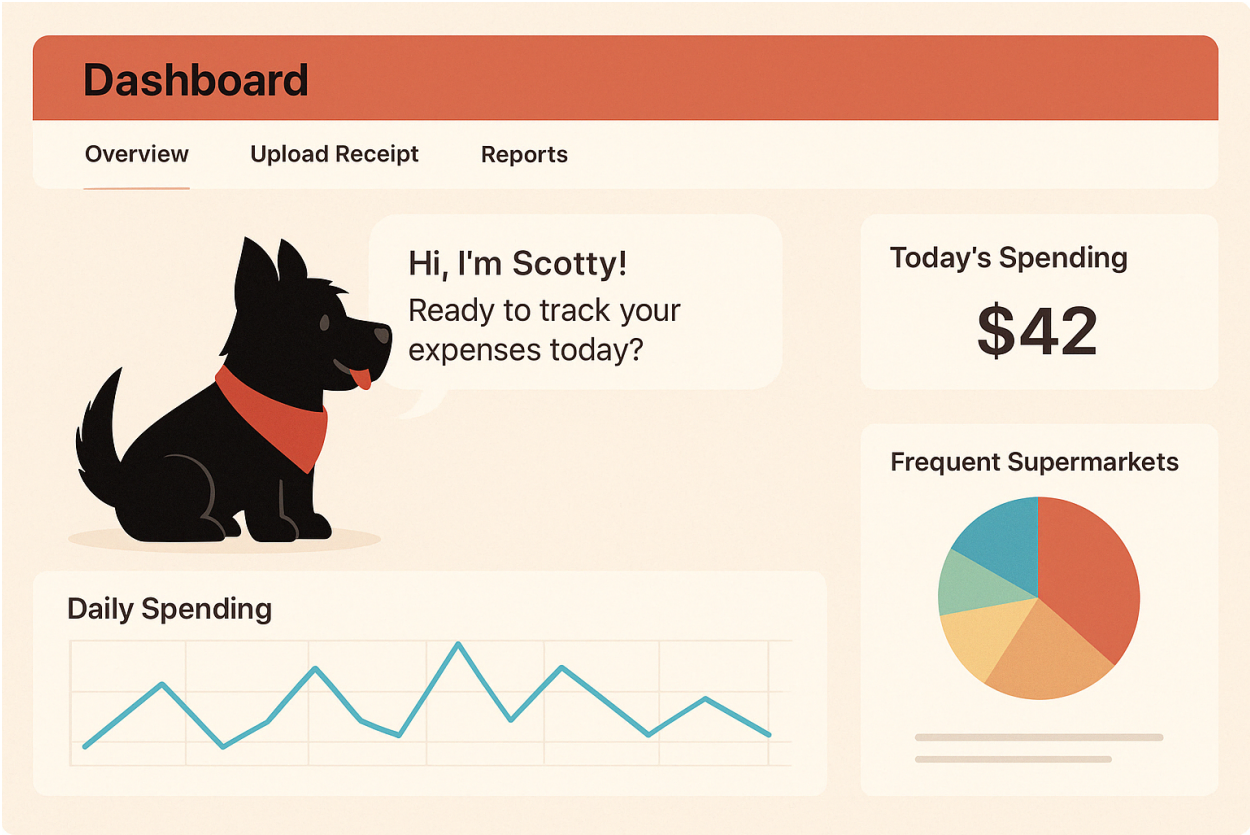 Dashboard
Overview
Upload Receipt
Reports
Hi, I'm Scotty!
Ready to track your
expenses today?
Today's Spending
$42
Frequent Supermarkets
Daily Spending